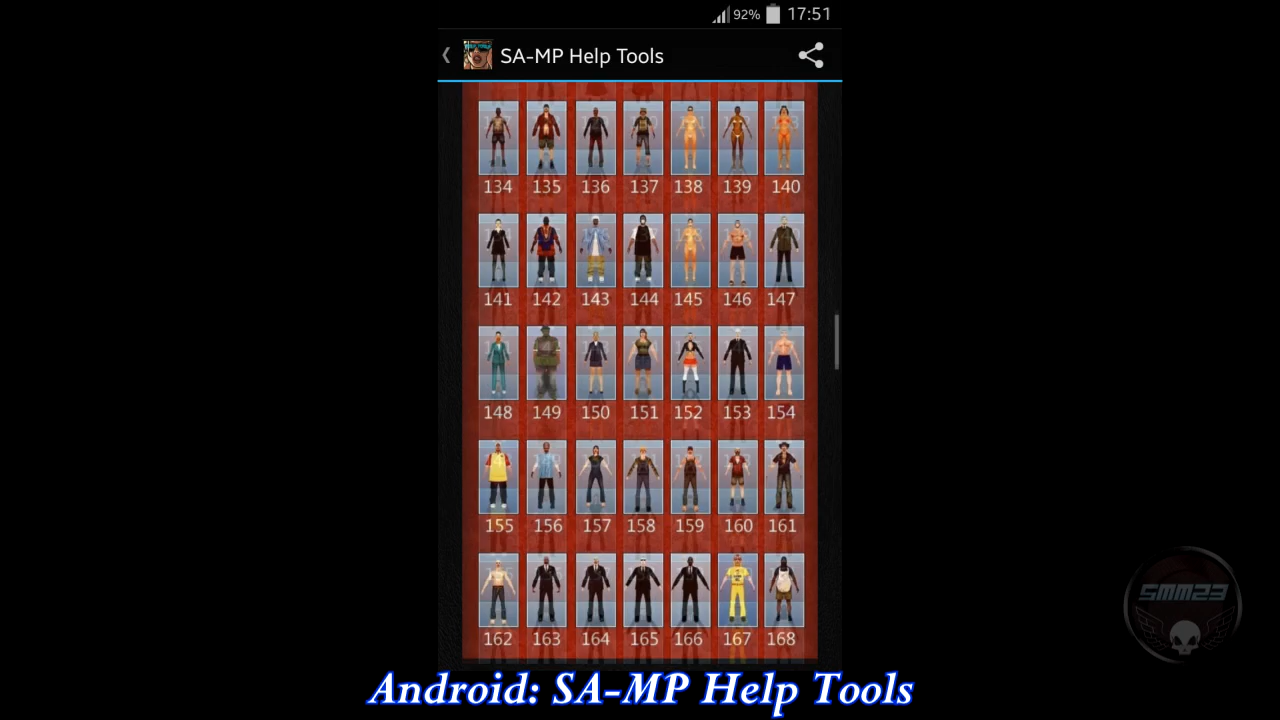 92% 17:51
SA-MP Help Tools
134 135 136 137 138 139 140
141 142 143 144 145 146 147
148 149 150 151 152 153 154
155 156 157 158 159 160 161
162 163 164 165 166 167 168
SMM23
Android: SA-MP Help Tools